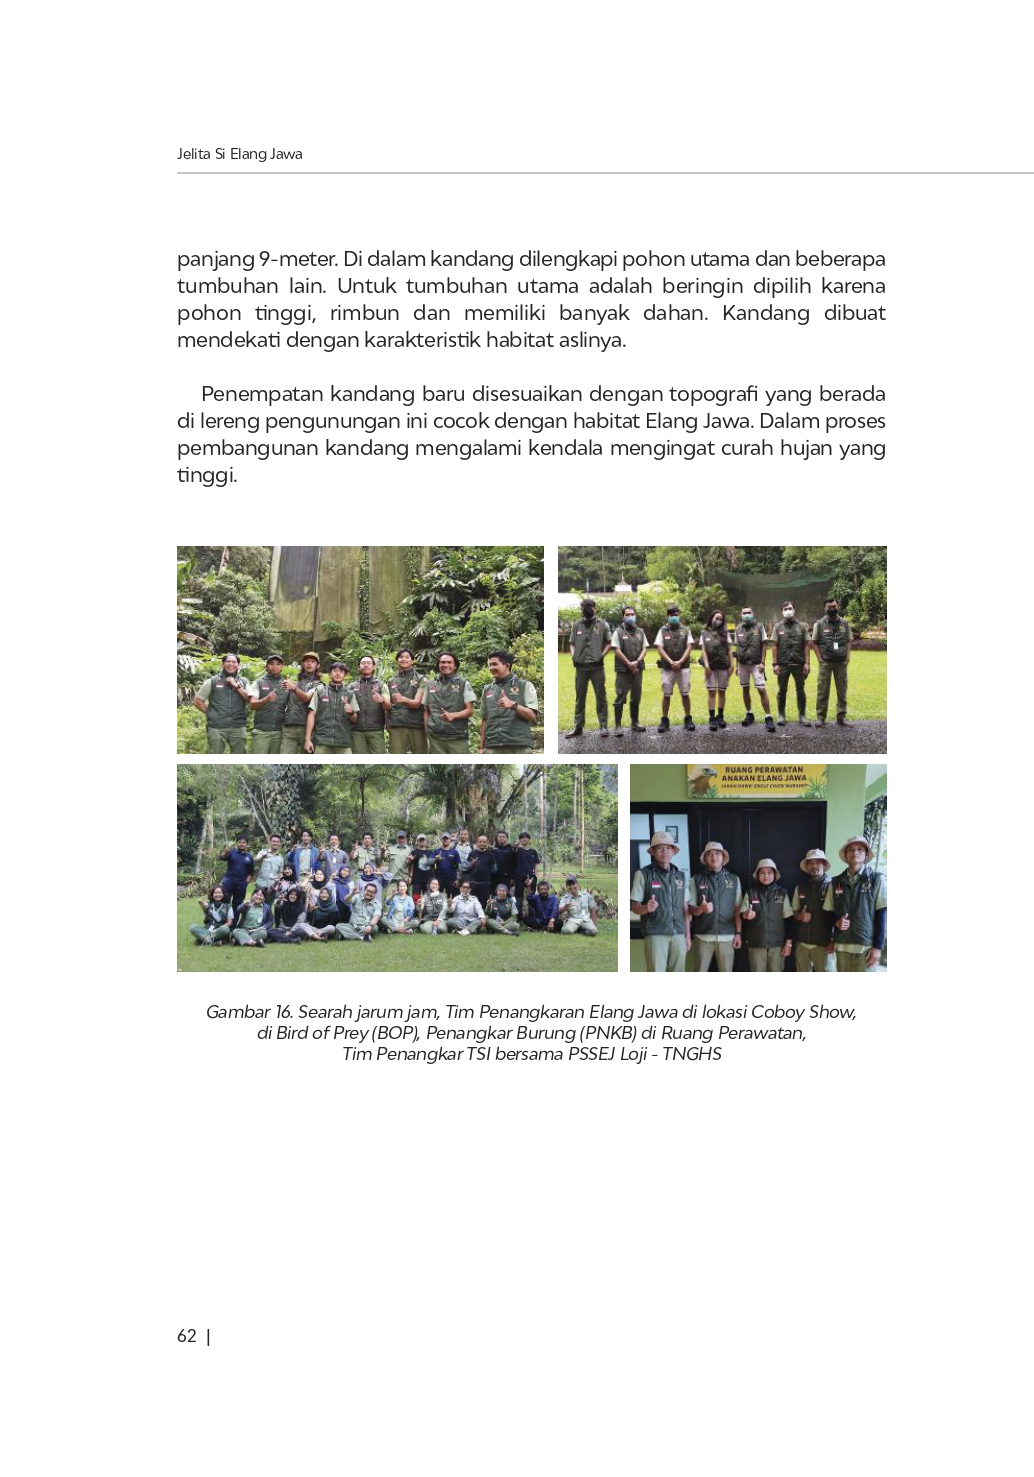 Jelita Si Elang Jawa
panjang 9-meter. Di dalam kandang dilengkapi pohon utama dan beberapa
tumbuhan lain. Untuk tumbuhan utama adalah beringin dipilih karena
pohon tinggi, rimbun dan memiliki banyak dahan. Kandang dibuat
mendekati dengan karakteristik habitat aslinya.
Penempatan kandang baru disesuaikan dengan topografi yang berada
di lereng pengunungan ini cocok dengan habitat Elang Jawa. Dalam proses
pembangunan kandang mengalami kendala mengingat curah hujan yang
tinggi.
RUANG PERAWATAN
ANAKAN ELANG JAWA
JAVAN HAWK-EAGLE CHICK NURSERY
Gambar 16. Searah jarum jam, Tim Penangkaran Elang Jawa di lokasi Coboy Show,
di Bird of Prey (BOP), Penangkar Burung (PNKB) di Ruang Perawatan,
Tim Penangkar TSI bersama PSSEJ Loji - TNGHS
62 |